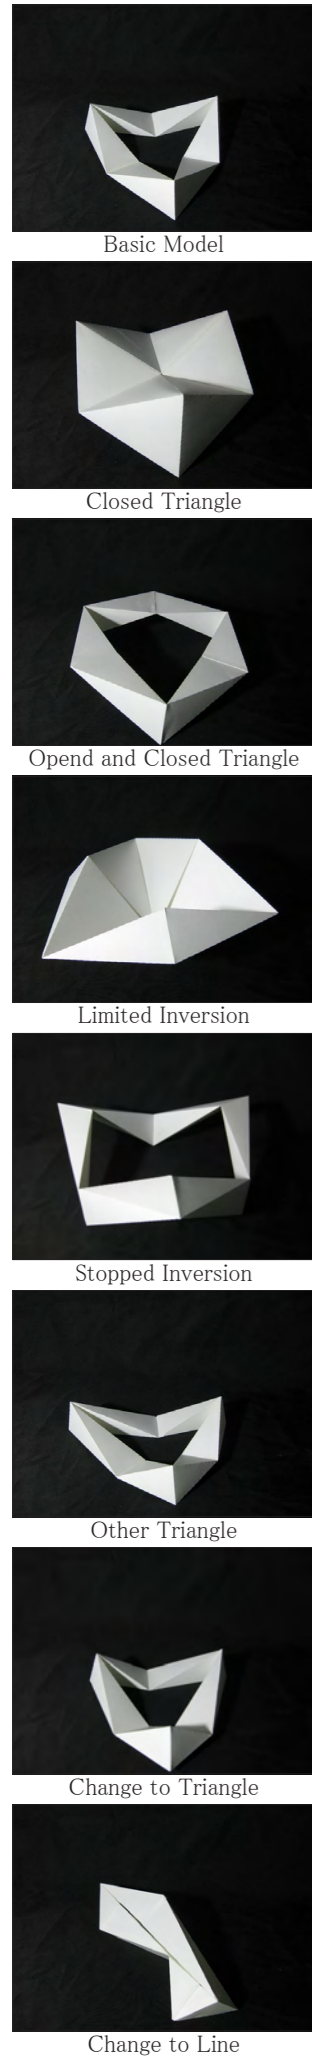 Basic Model
Closed Triangle
Opend and Closed Triangle
Limited Inversion
Stopped Inversion
Other Triangle
Change to Triangle
Change to Line